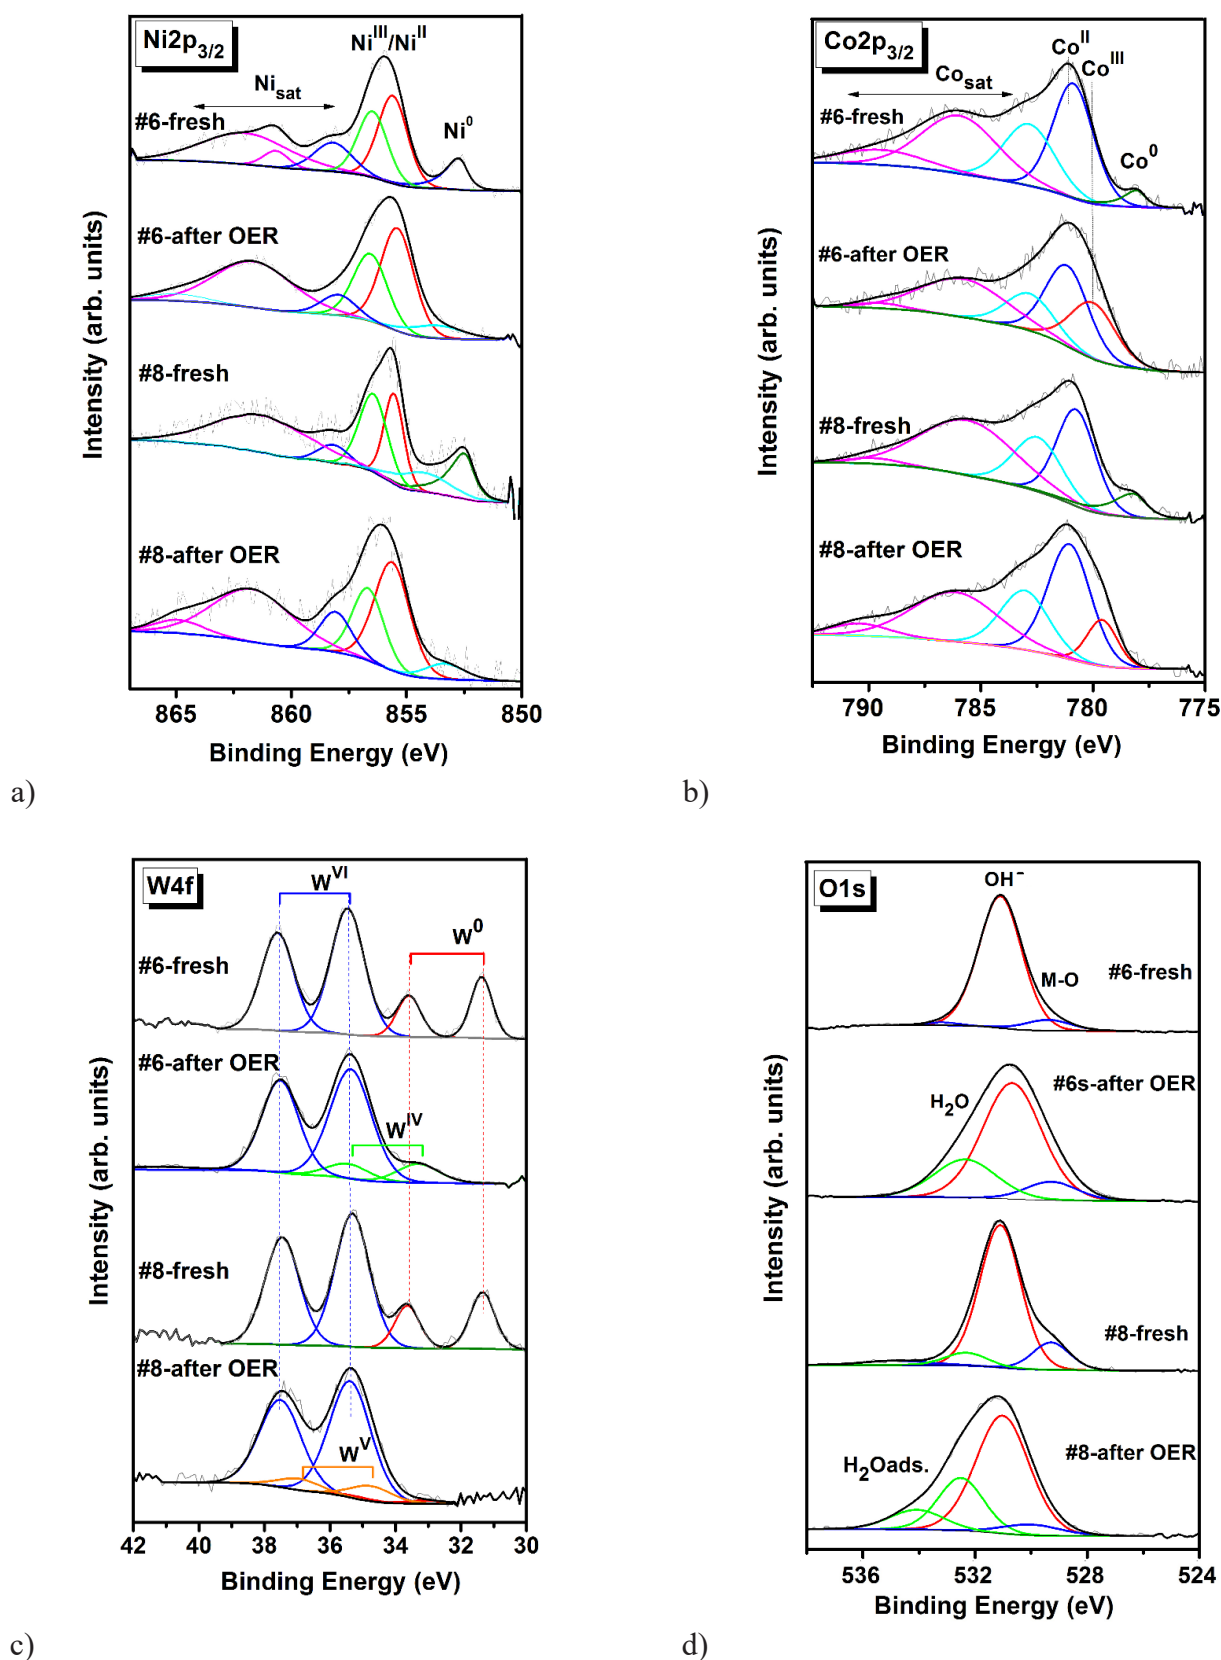 Ni2p3/2
Ni^III/Ni^II
Ni_sat
#6-fresh
Ni^0
#6-after OER
#8-fresh
#8-after OER
Intensity (arb. units)
865 860 855 850
Binding Energy (eV)
a)
Co2p3/2
Co^II
Co^III
Co_sat
#6-fresh
Co^0
#6-after OER
#8-fresh
#8-after OER
Intensity (arb. units)
790 785 780 775
Binding Energy (eV)
b)
W4f
W^VI
W^0
#6-fresh
#6-after OER
W^IV
#8-fresh
#8-after OER
W^V
Intensity (arb. units)
42 40 38 36 34 32 30
Binding Energy (eV)
c)
O1s
OH⁻
#6-fresh
M-O
#6s-after OER
H2O
#8-fresh
#8-after OER
H2Oads.
Intensity (arb. units)
536 532 528 524
Binding Energy (eV)
d)